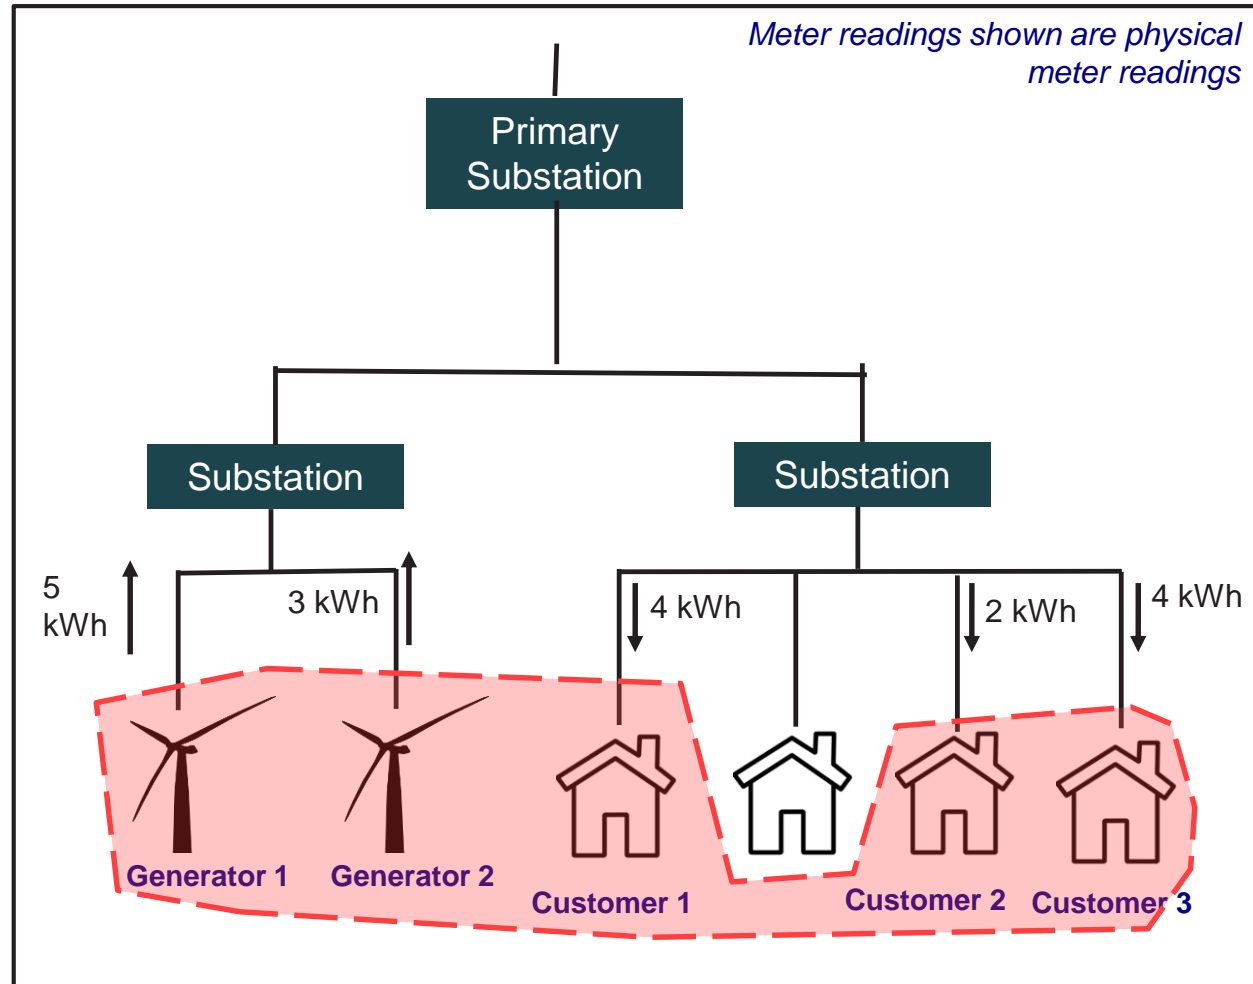 Meter readings shown are physical
meter readings
Primary
Substation
Substation
Substation
5
kWh
3 kWh
4 kWh
2 kWh
4 kWh
Generator 1
Generator 2
Customer 1
Customer 2
Customer 3